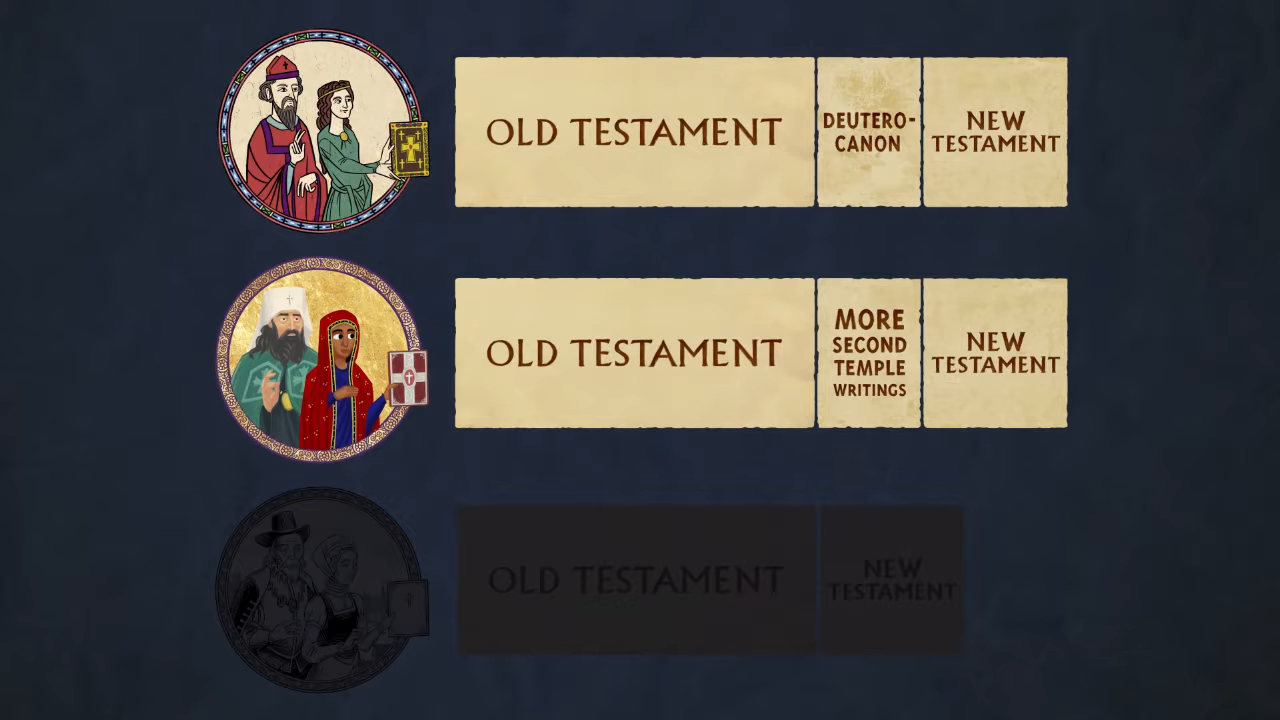 OLD TESTAMENT
DEUTERO-
CANON
NEW
TESTAMENT
OLD TESTAMENT
MORE
SECOND
TEMPLE
WRITINGS
NEW
TESTAMENT
OLD TESTAMENT
NEW
TESTAMENT